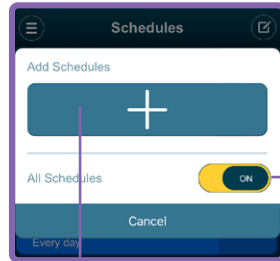 Schedules
Add Schedules
All Schedules
ON
Cancel
Every day